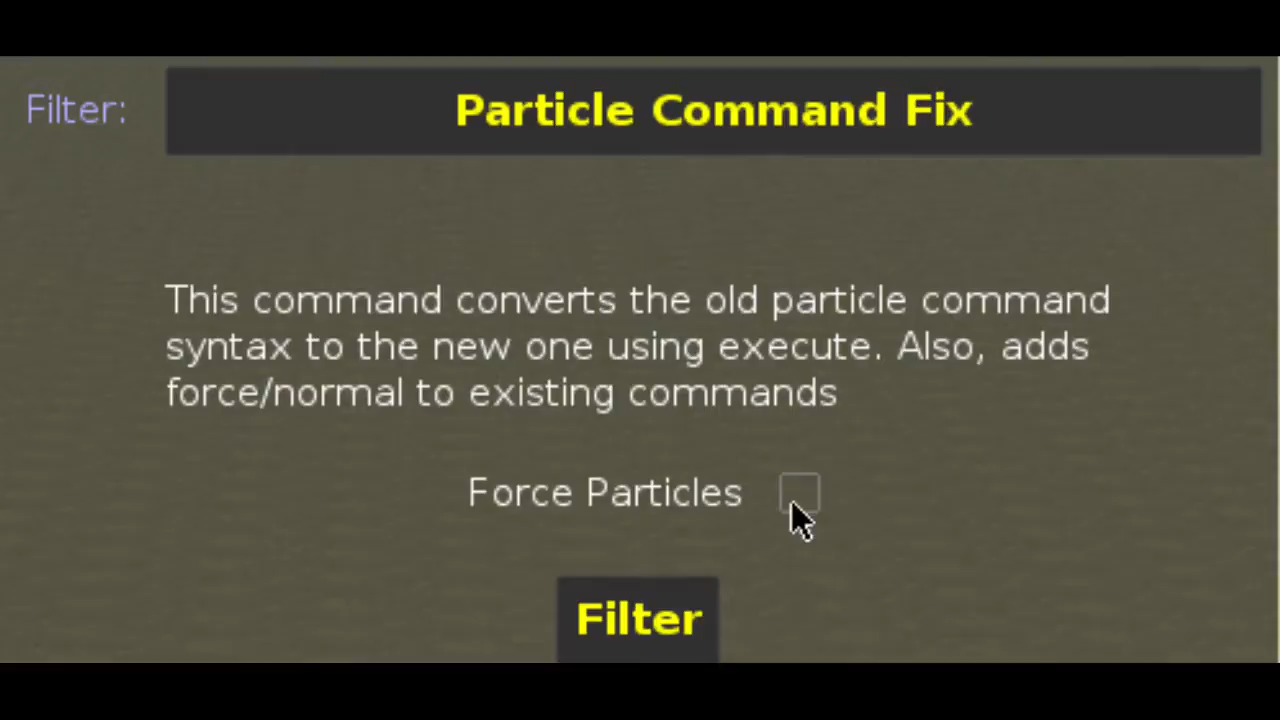 Filter:
Particle Command Fix
This command converts the old particle command
syntax to the new one using execute. Also, adds
force/normal to existing commands
Force Particles
Filter